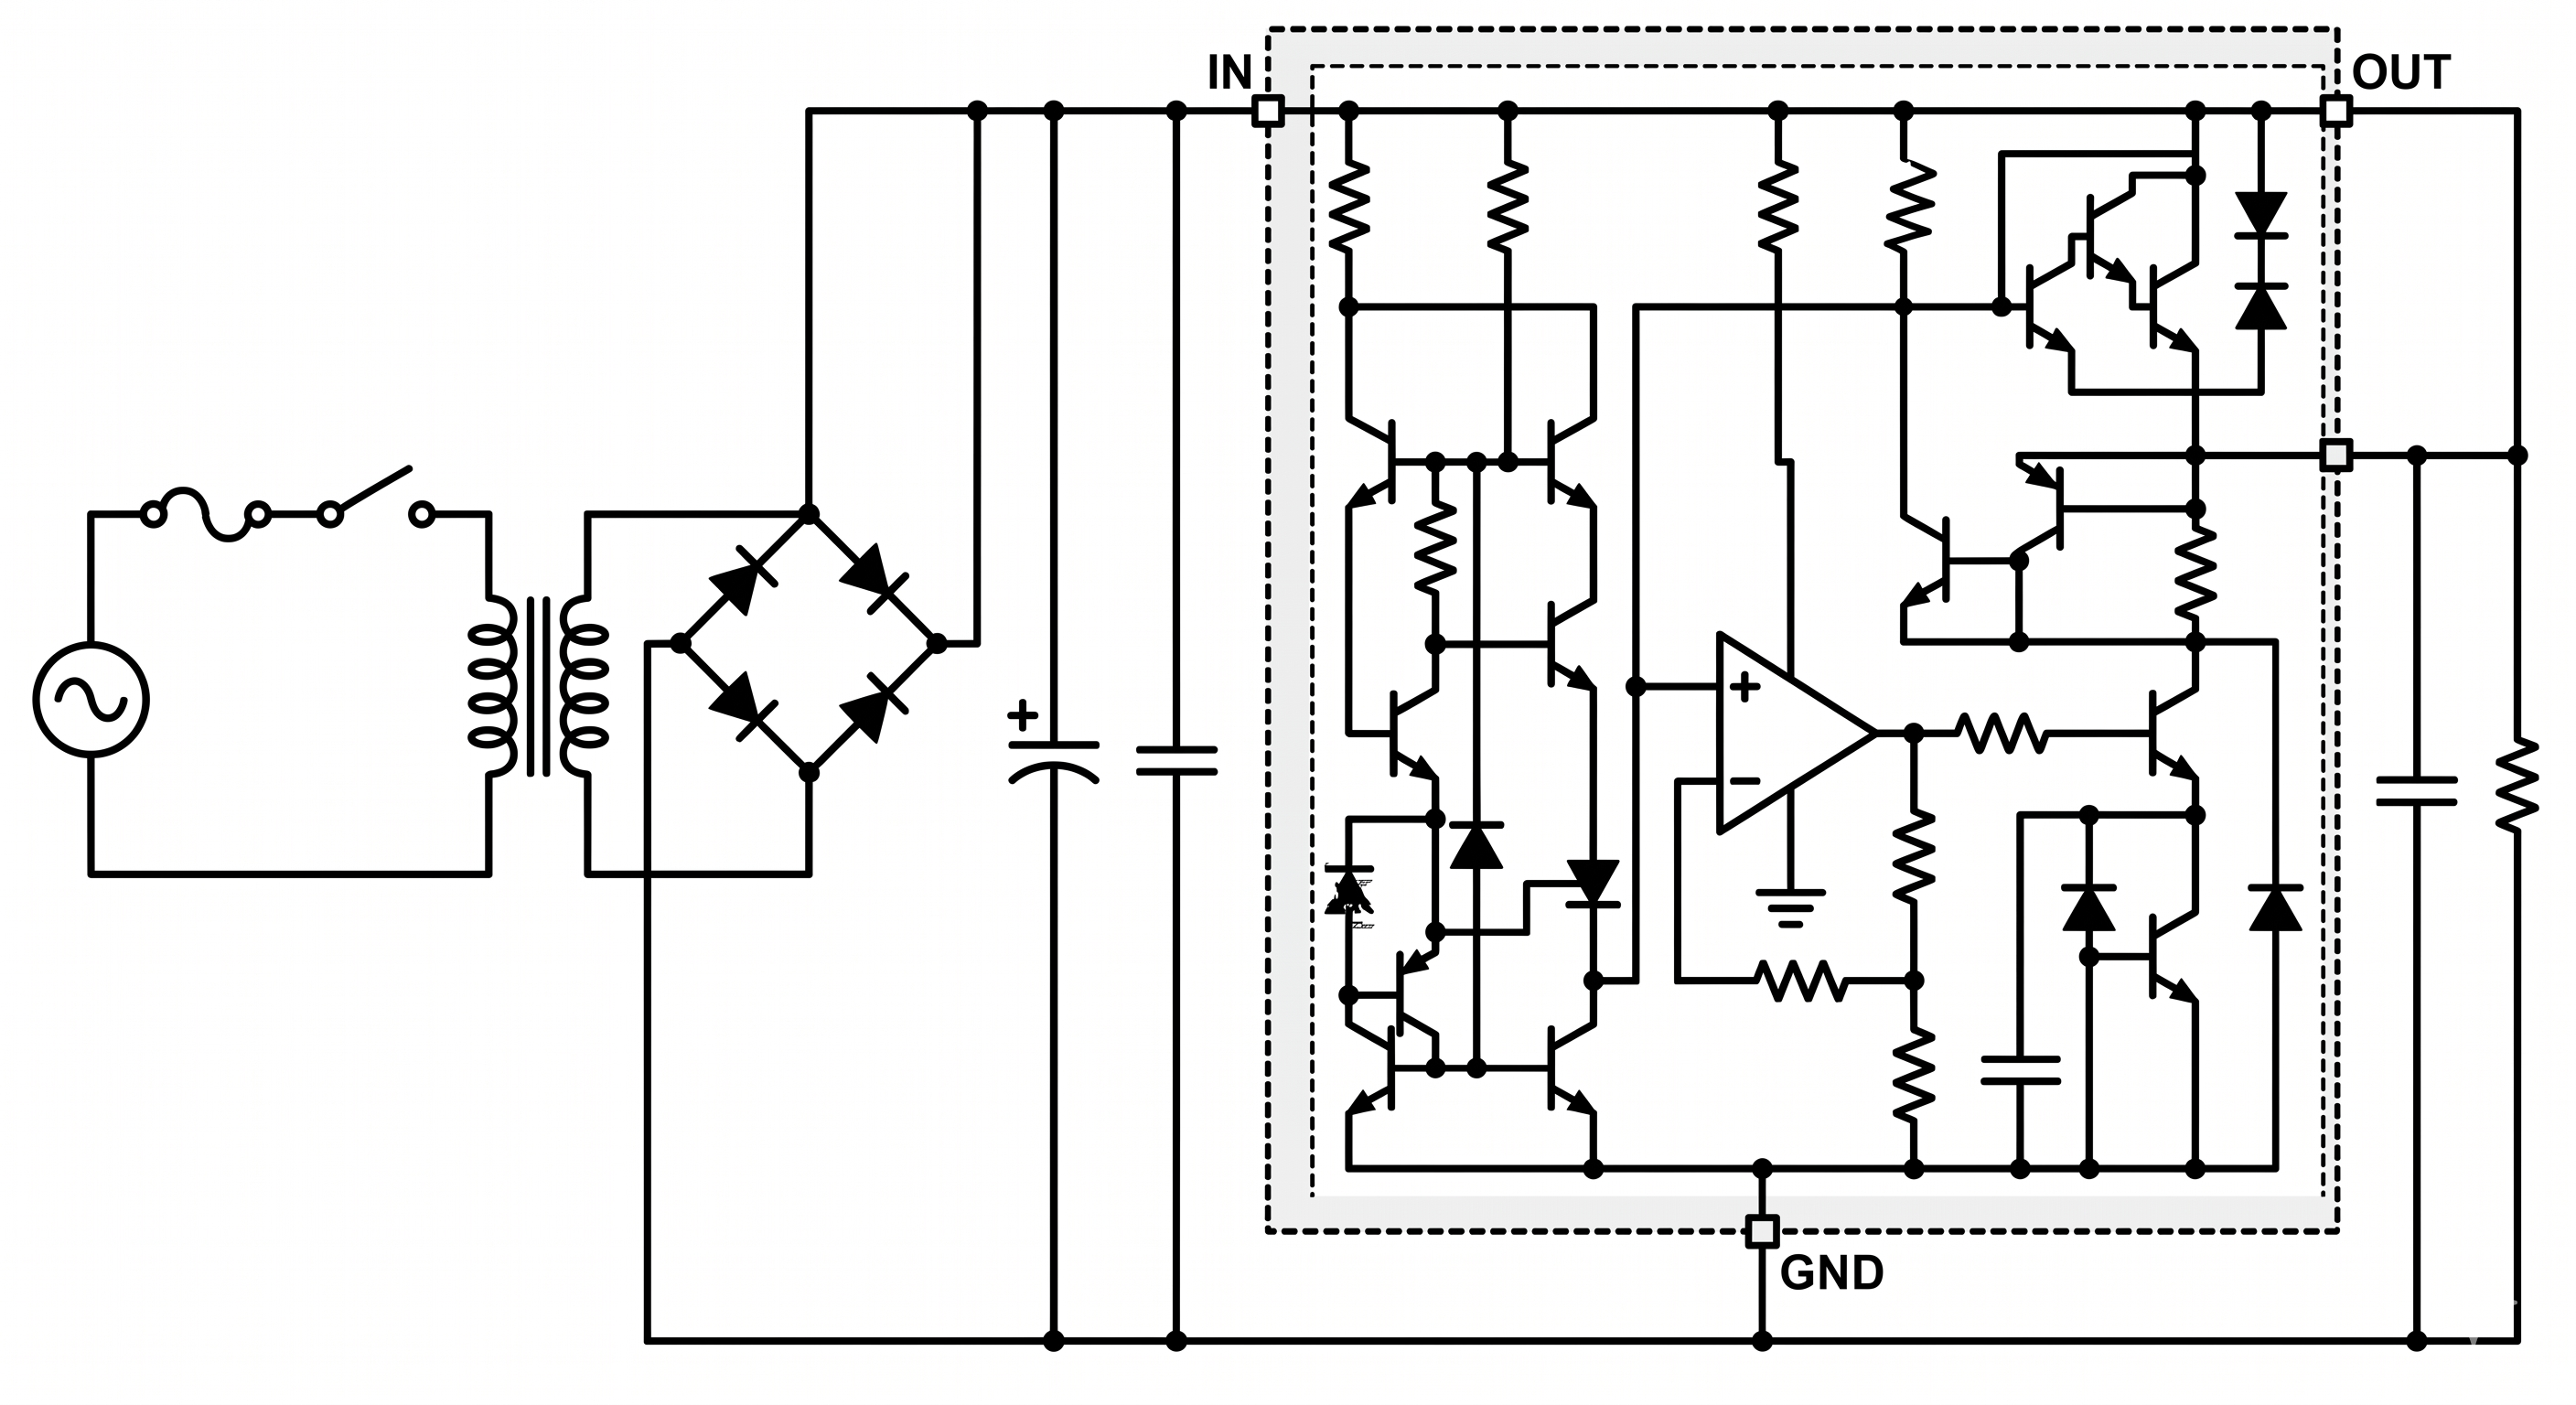 IN
OUT
+
+
−
GND